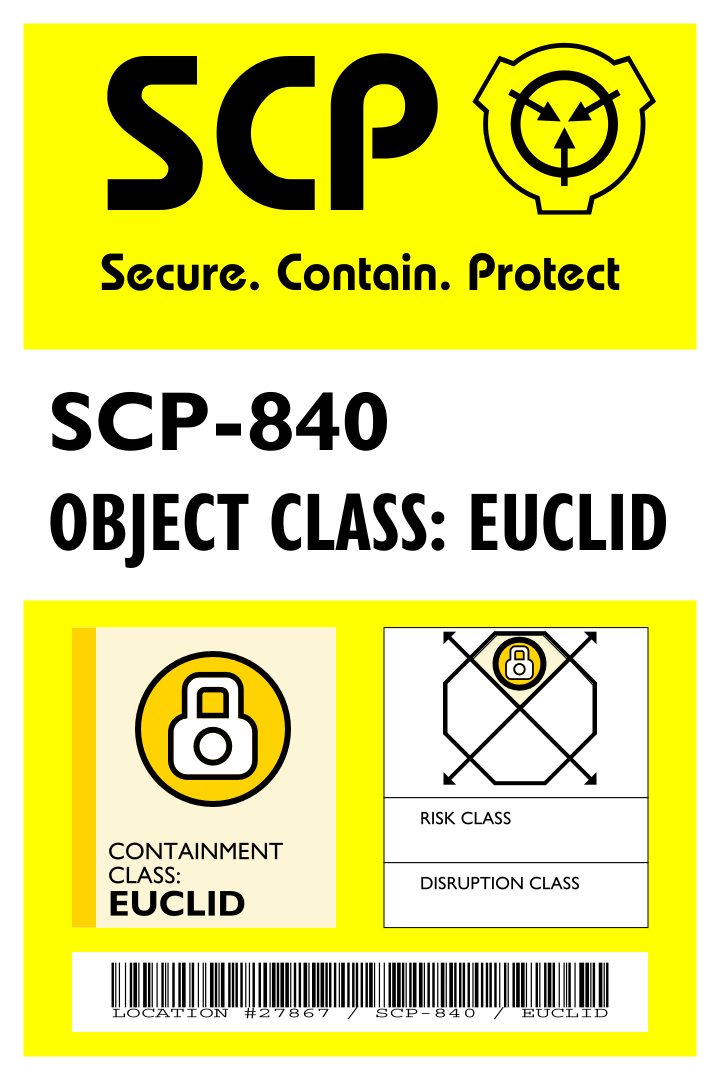 SCP
Secure. Contain. Protect
SCP-840
OBJECT CLASS: EUCLID
CONTAINMENT
CLASS:
EUCLID
RISK CLASS
DISRUPTION CLASS
LOCATION #27867 / SCP-840 / EUCLID